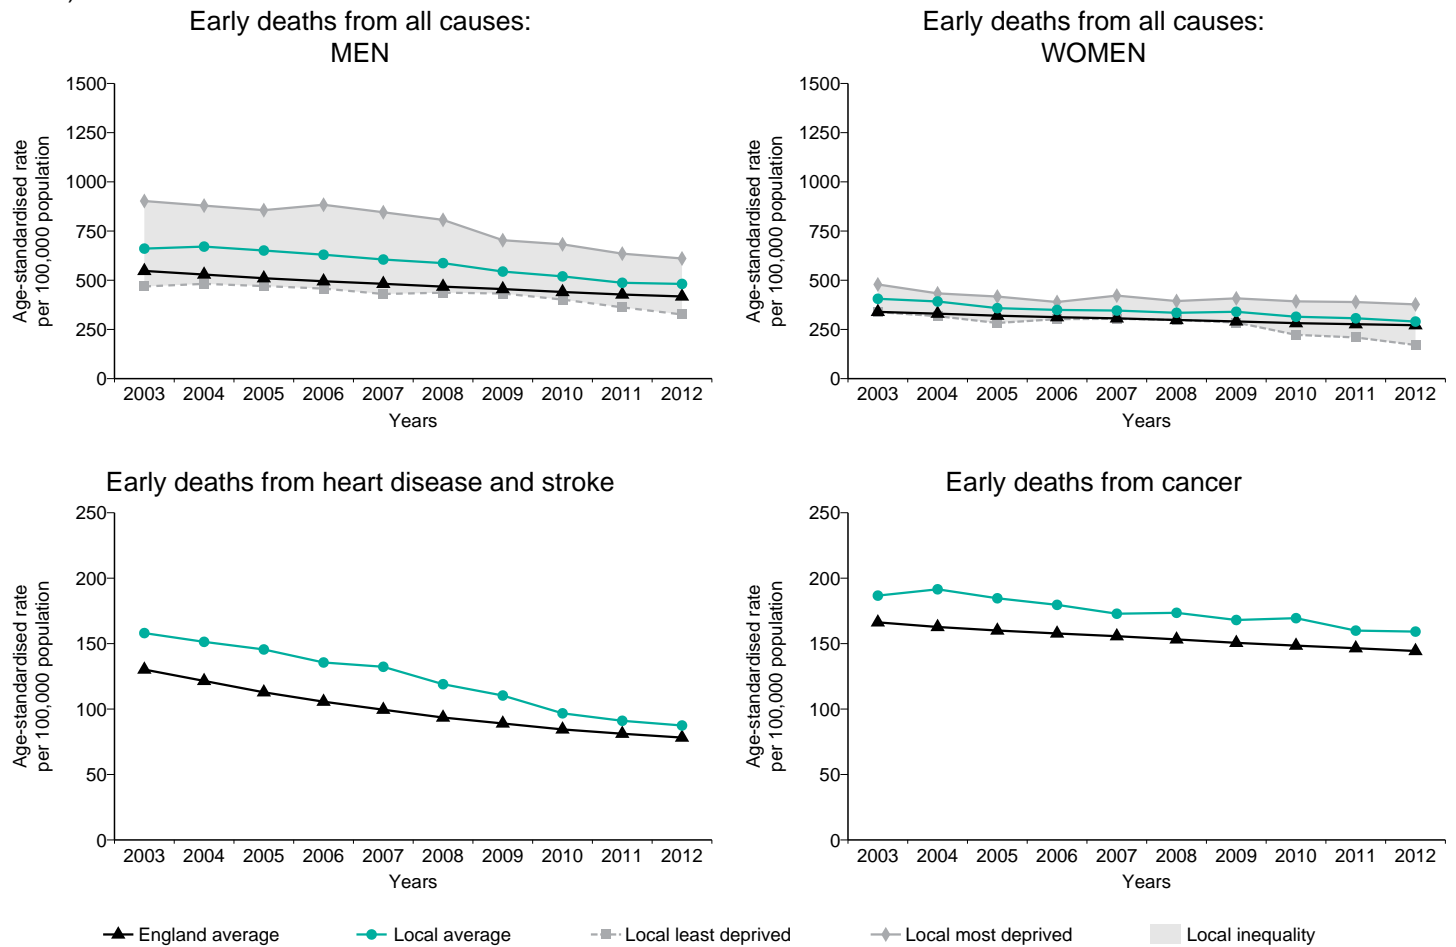 Early deaths from all causes:
MEN
Age-standardised rate
per 100,000 population
1500
1250
1000
750
500
250
0
2003 2004 2005 2006 2007 2008 2009 2010 2011 2012
Years
Early deaths from all causes:
WOMEN
Age-standardised rate
per 100,000 population
1500
1250
1000
750
500
250
0
2003 2004 2005 2006 2007 2008 2009 2010 2011 2012
Years
Early deaths from heart disease and stroke
Age-standardised rate
per 100,000 population
250
200
150
100
50
0
2003 2004 2005 2006 2007 2008 2009 2010 2011 2012
Years
Early deaths from cancer
Age-standardised rate
per 100,000 population
250
200
150
100
50
0
2003 2004 2005 2006 2007 2008 2009 2010 2011 2012
Years
England average Local average Local least deprived Local most deprived Local inequality